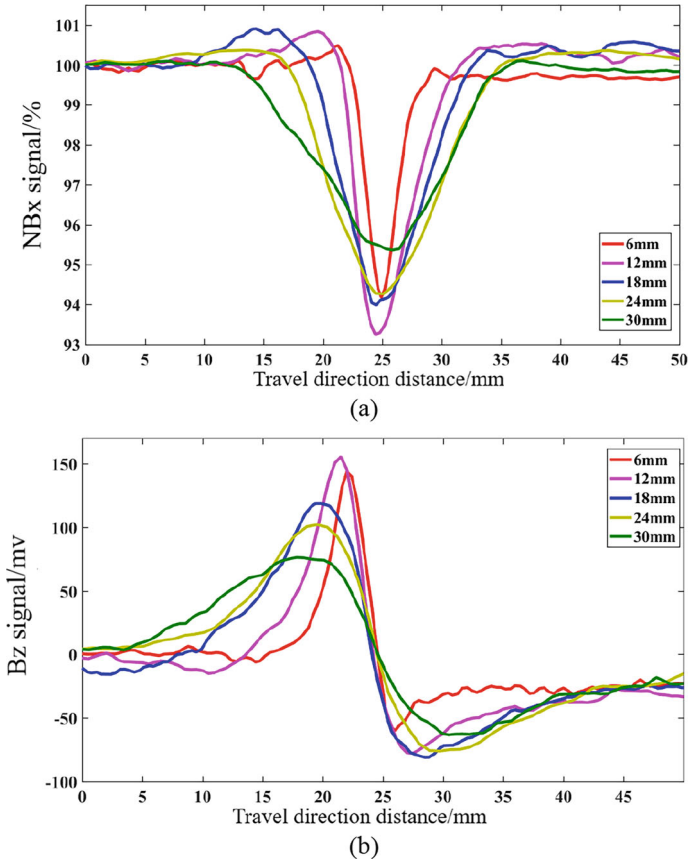 101
100
99
98
97
96
95
94
93
NBx signal/%
6mm
12mm
18mm
24mm
30mm
0 5 10 15 20 25 30 35 40 45 50
Travel direction distance/mm
(a)
150
100
50
0
-50
-100
Bz signal/mv
6mm
12mm
18mm
24mm
30mm
0 5 10 15 20 25 30 35 40 45
Travel direction distance/mm
(b)